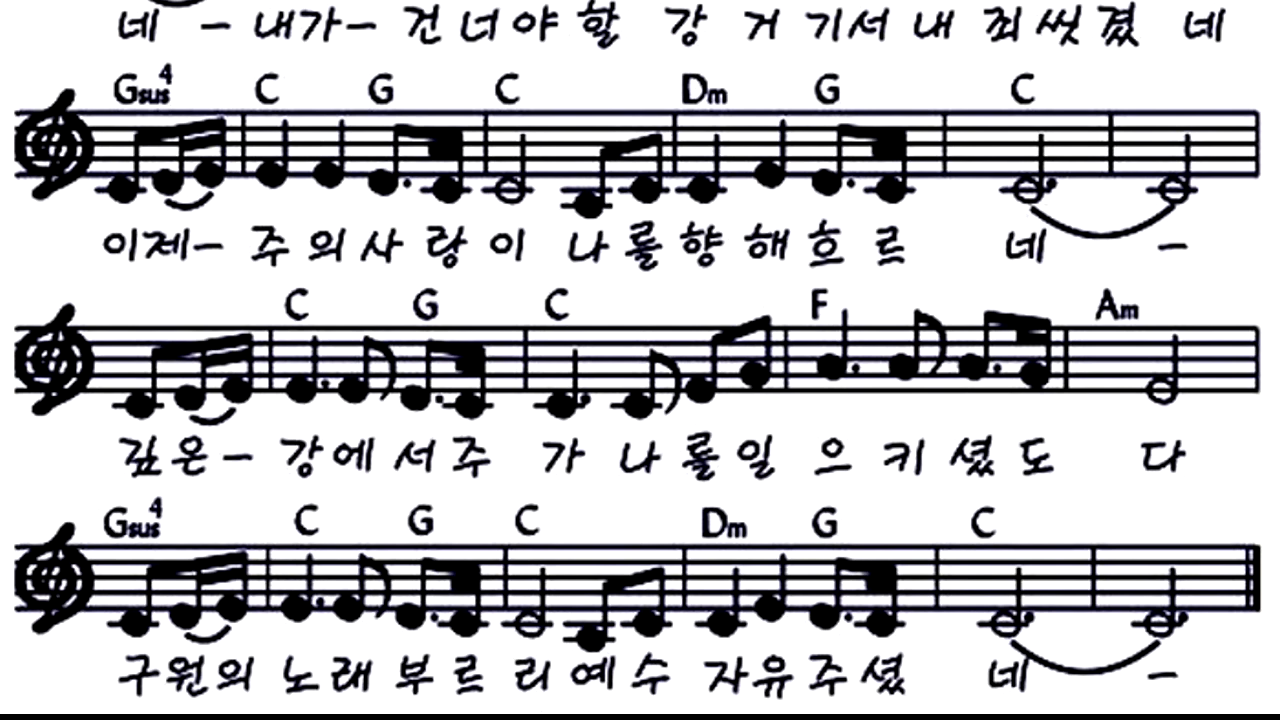 네 - 내가 - 건너야할 강 거기서 내 죄씻겼 네
Gsus4 C G C Dm G C
이제 - 주의사랑이 나를향해흐르 네 -
C G C F Am
깊은 - 강에서주 가 나를일 으키셨도 다
Gsus4 C G C Dm G C
구원의 노래부르 리 예수 자유주셨 네 -